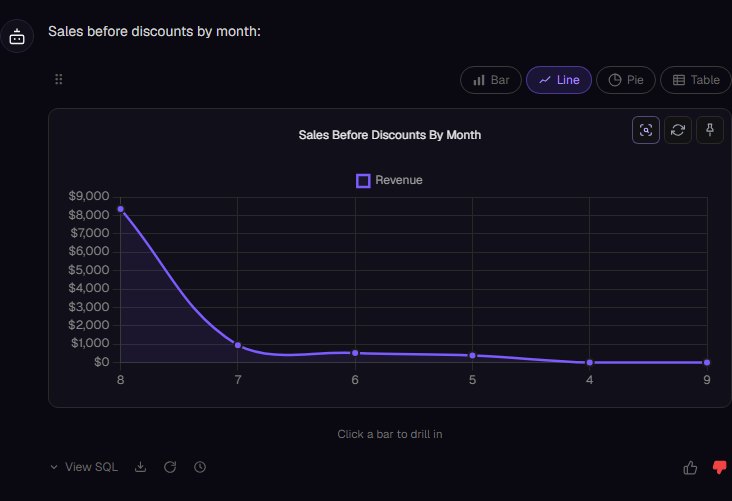 Sales before discounts by month:
Bar Line Pie Table
Sales Before Discounts By Month
Revenue
$9,000
$8,000
$7,000
$6,000
$5,000
$4,000
$3,000
$2,000
$1,000
$0
8 7 6 5 4 9
Click a bar to drill in
View SQL